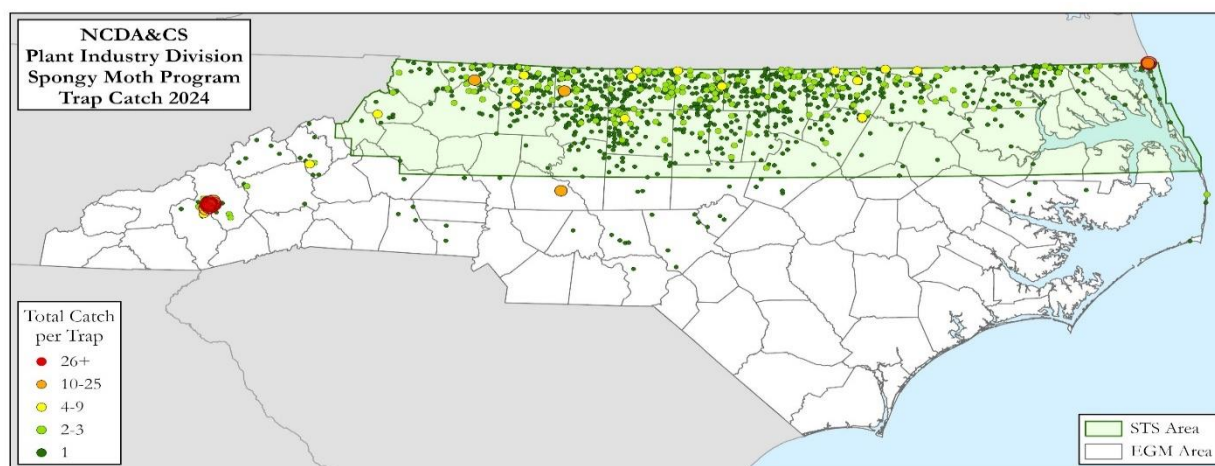 NCDA&CS
Plant Industry Division
Spongy Moth Program
Trap Catch 2024
Total Catch
per Trap
26+
10-25
4-9
2-3
1
STS Area
EGM Area